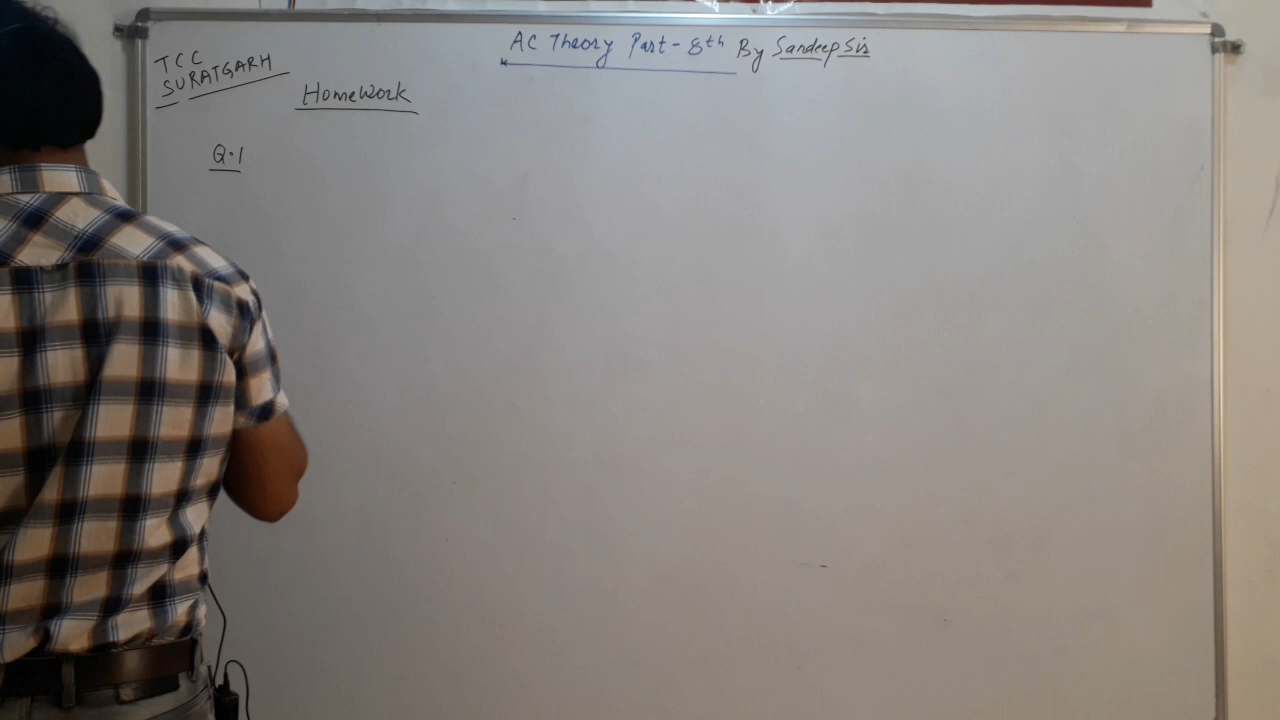 AC Theory Part-8th By Sandeep Sir
TCC
SURATGARH
HomeWork
Q.1